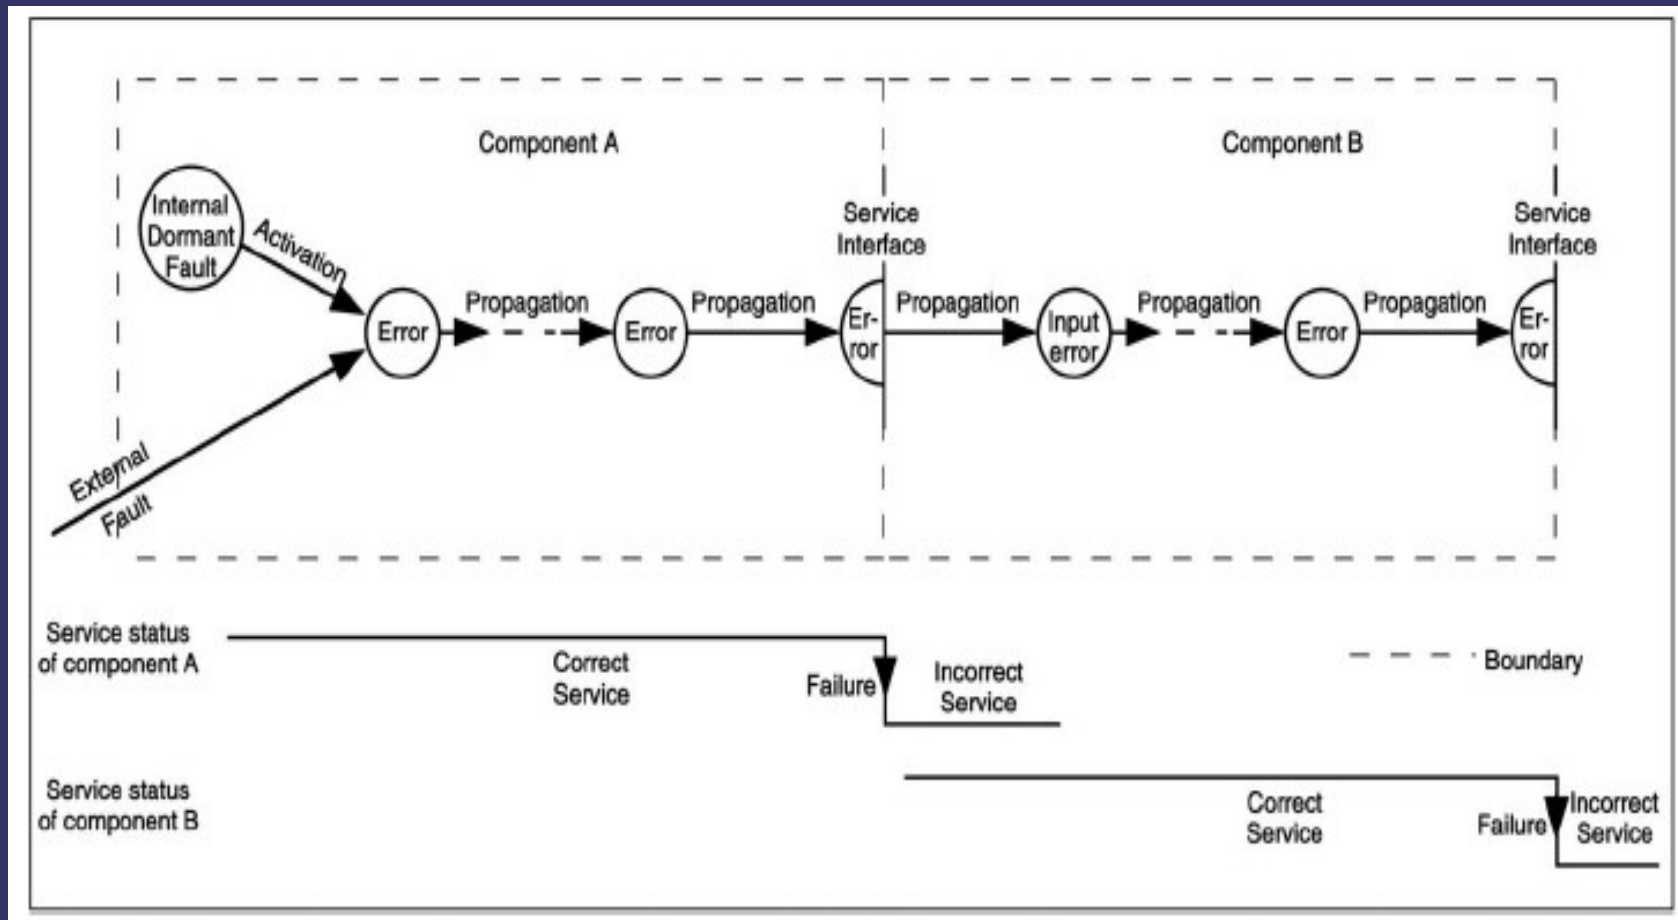 Component A
Component B
Internal
Dormant
Fault
Activation
Service
Interface
Service
Interface
Error
Propagation
Error
Propagation
Er-
ror
Propagation
Input
error
Propagation
Error
Propagation
Er-
ror
External
Fault
Service status
of component A
Correct
Service
Failure
Incorrect
Service
Boundary
Service status
of component B
Correct
Service
Failure
Incorrect
Service